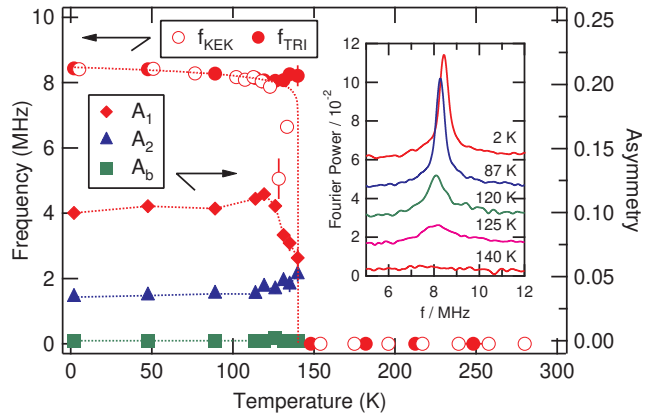 f_KEK f_TRI
A_1
A_2
A_b
Frequency (MHz)
10
8
6
4
2
0
0 50 100 150 200 250 300
Temperature (K)
0.25
0.20
0.15
0.10
0.05
0.00
Asymmetry
Fourier Power / 10^-2
12
10
8
6
4
2
0
2 K
87 K
120 K
125 K
140 K
6 8 10 12
f / MHz